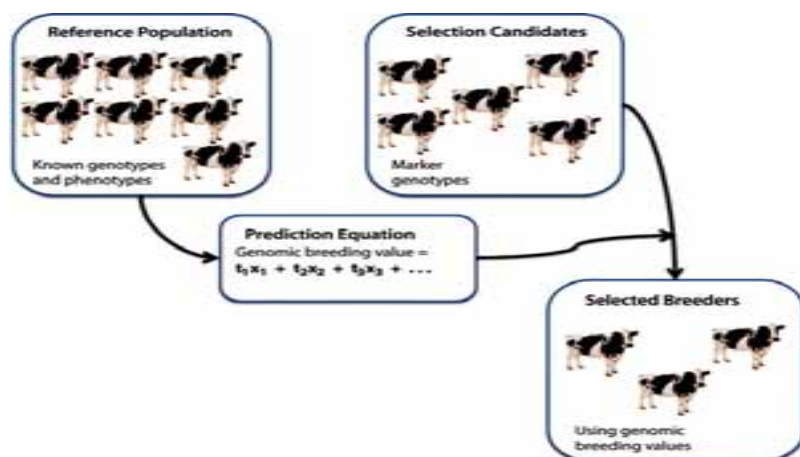 Reference Population
Known genotypes
and phenotypes
Selection Candidates
Marker
genotypes
Prediction Equation
Genomic breeding value =
t₁x₁ + t₂x₂ + t₃x₃ + ...
Selected Breeders
Using genomic
breeding values